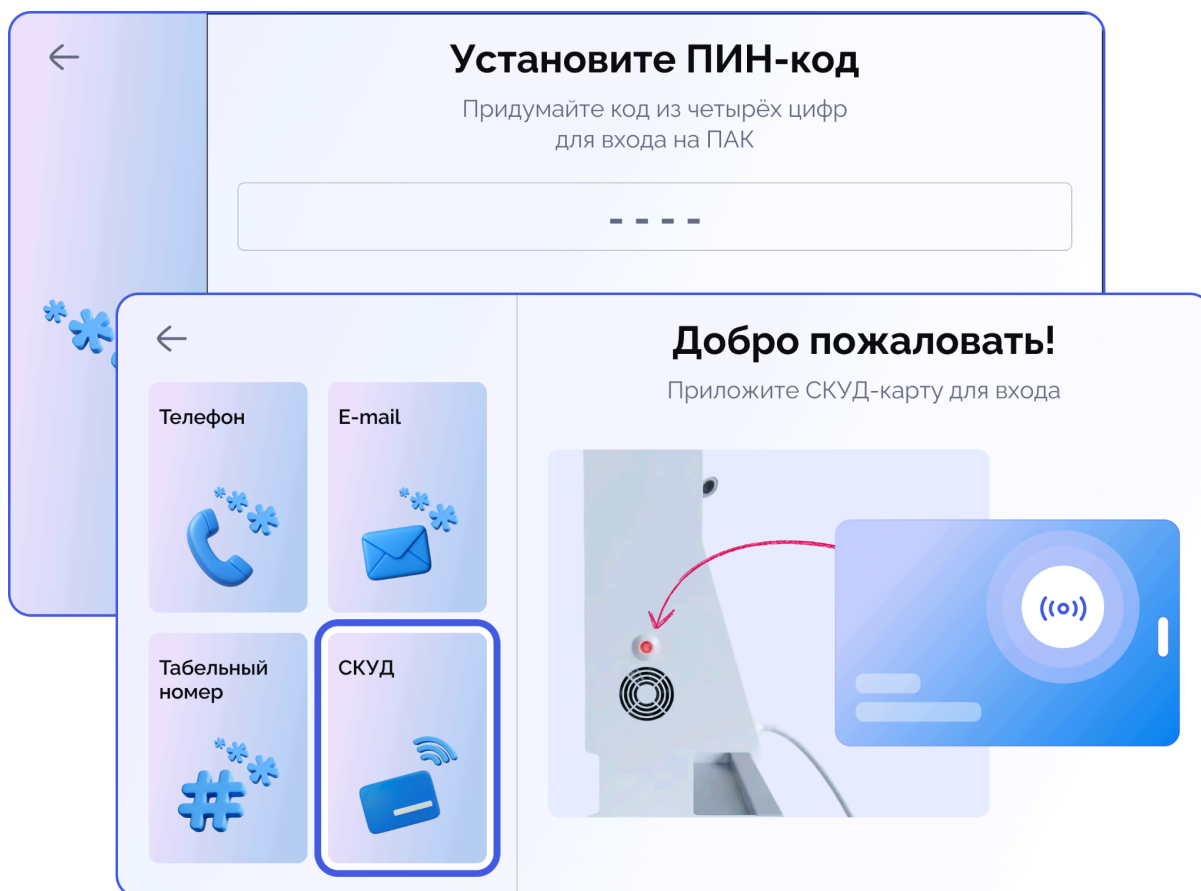 Установите ПИН-код
Придумайте код из четырёх цифр
для входа на ПАК
- - - -
Добро пожаловать!
Приложите СКУД-карту для входа
Телефон
E-mail
Табельный
номер
СКУД